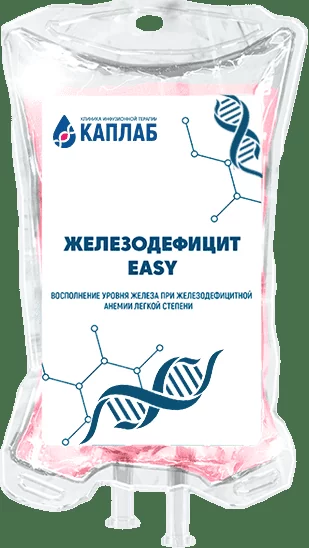 КЛИНИКА ИНФУЗИОННОЙ ТЕРАПИИ
КАПЛАБ
ЖЕЛЕЗОДЕФИЦИТ
EASY
ВОСПОЛНЕНИЕ УРОВНЯ ЖЕЛЕЗА ПРИ ЖЕЛЕЗОДЕФИЦИТНОЙ
АНЕМИИ ЛЕГКОЙ СТЕПЕНИ